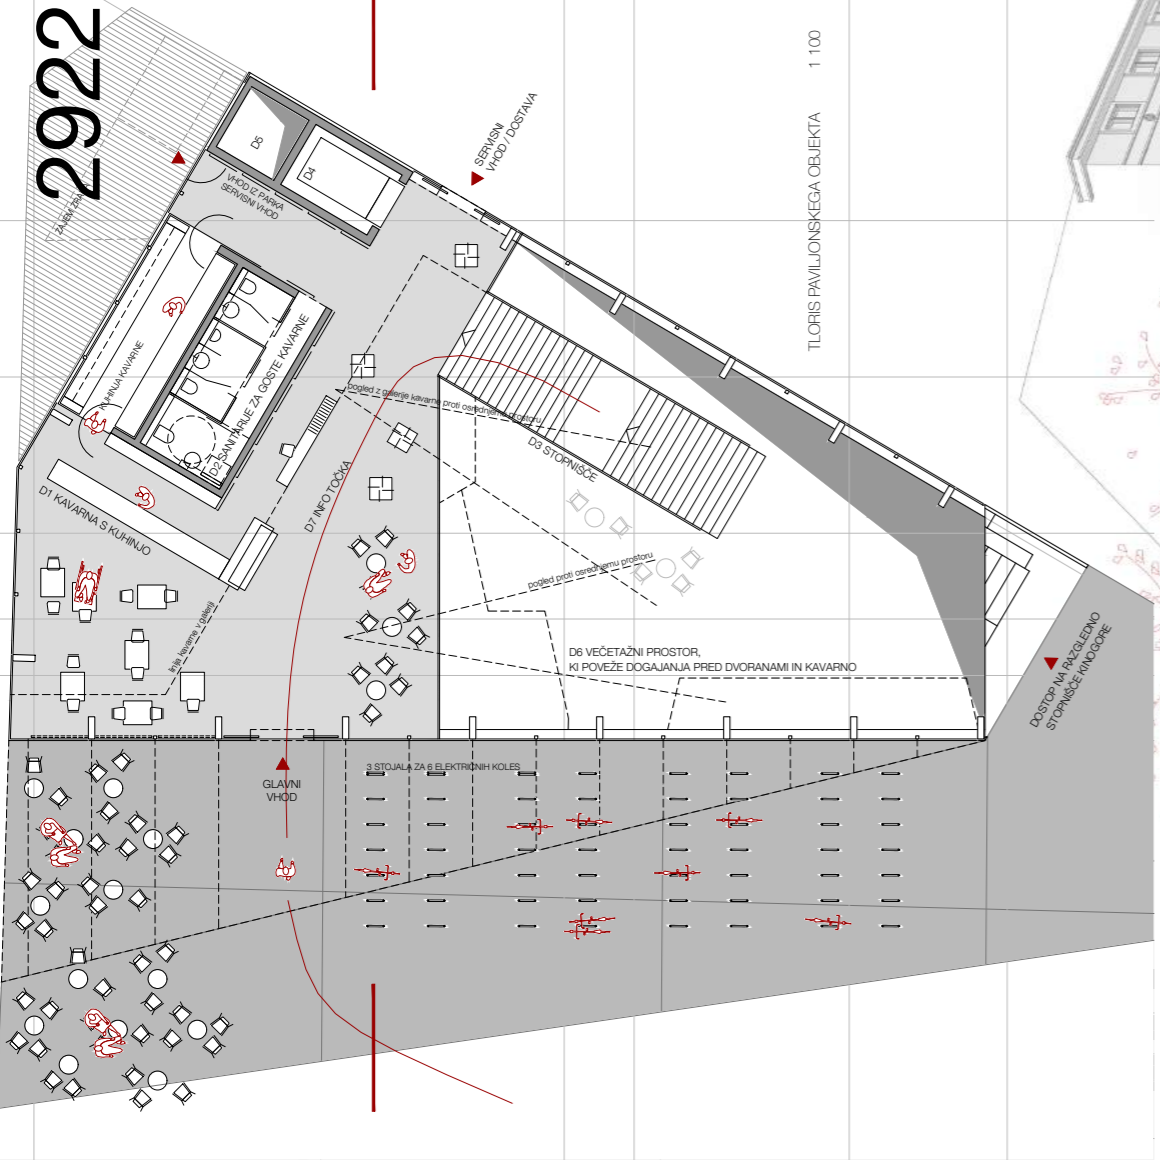 2922
TLORIS PAVILJONSKEGA OBJEKTA 1 100
ZAJEM ZRAKA
D5
D4
VHOD IZ PARKA
SERVISNI VHOD
SERVISNI
VHOD / DOSTAVA
KUHINJA KAVARNE
D2 SANITARIJE ZA GOSTE KAVARNE
D1 KAVARNA S KUHINJO
D7 INFO TOČKA
pogled z galerije kavarne proti osrednjemu prostoru
D3 STOPNIŠČE
pogled proti osrednjemu prostoru
linija kavarne v galeriji
D6 VEČETAŽNI PROSTOR,
KI POVEŽE DOGAJANJA PRED DVORANAMI IN KAVARNO
DOSTOP NA RAZGLEDNO
STOPNIŠČE KINOGORE
3 STOJALA ZA 6 ELEKTRIČNIH KOLES
GLAVNI
VHOD